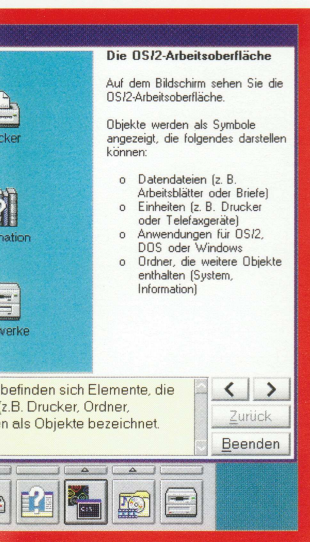 Die OS/2-Arbeitsoberfläche
Auf dem Bildschirm sehen Sie die
OS/2-Arbeitsoberfläche.
Objekte werden als Symbole
angezeigt, die folgendes darstellen
können:
o Datendateien (z. B.
Arbeitsblätter oder Briefe)
o Einheiten (z. B. Drucker
oder Telefaxgeräte)
o Anwendungen für OS/2,
DOS oder Windows
o Ordner, die weitere Objekte
enthalten (System,
Information)
cker
nation
werke
befinden sich Elemente, die
(z.B. Drucker, Ordner,
n als Objekte bezeichnet.
< >
Zurück
Beenden